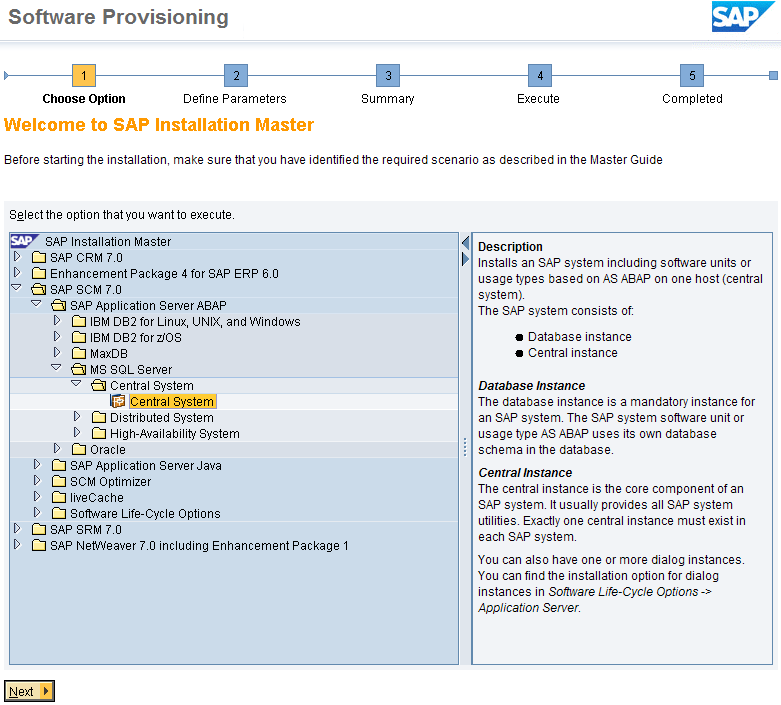 Software Provisioning
SAP
1
2
3
4
5
Choose Option
Define Parameters
Summary
Execute
Completed
Welcome to SAP Installation Master
Before starting the installation, make sure that you have identified the required scenario as described in the Master Guide
Select the option that you want to execute.
SAP SAP Installation Master
SAP CRM 7.0
Enhancement Package 4 for SAP ERP 6.0
SAP SCM 7.0
SAP Application Server ABAP
IBM DB2 for Linux, UNIX, and Windows
IBM DB2 for z/OS
MaxDB
MS SQL Server
Central System
Central System
Distributed System
High-Availability System
Oracle
SAP Application Server Java
SCM Optimizer
liveCache
Software Life-Cycle Options
SAP SRM 7.0
SAP NetWeaver 7.0 including Enhancement Package 1
Description
Installs an SAP system including software units or
usage types based on AS ABAP on one host (central
system).
The SAP system consists of:
● Database instance
● Central instance
Database Instance
The database instance is a mandatory instance for
an SAP system. The SAP system software unit or
usage type AS ABAP uses its own database
schema in the database.
Central Instance
The central instance is the core component of an
SAP system. It usually provides all SAP system
utilities. Exactly one central instance must exist in
each SAP system.
You can also have one or more dialog instances.
You can find the installation option for dialog
instances in Software Life-Cycle Options ->
Application Server.
Next